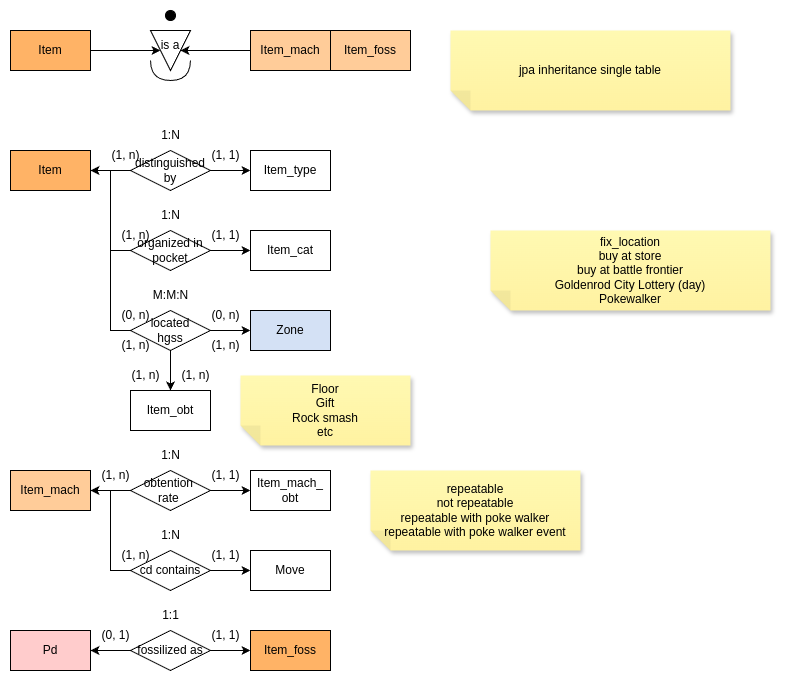 Item
is a
Item_mach
Item_foss
jpa inheritance single table
1:N
Item
(1, n)
distinguished
by
(1, 1)
Item_type
1:N
(1, n)
organized in
pocket
(1, 1)
Item_cat
fix_location
buy at store
buy at battle frontier
Goldenrod City Lottery (day)
Pokewalker
M:M:N
(0, n)
located
hgss
(0, n)
Zone
(1, n)
(1, n)
(1, n)
(1, n)
Item_obt
Floor
Gift
Rock smash
etc
1:N
Item_mach
(1, n)
obtention
rate
(1, 1)
Item_mach_
obt
repeatable
not repeatable
repeatable with poke walker
repeatable with poke walker event
1:N
(1, n)
cd contains
(1, 1)
Move
1:1
Pd
(0, 1)
fossilized as
(1, 1)
Item_foss